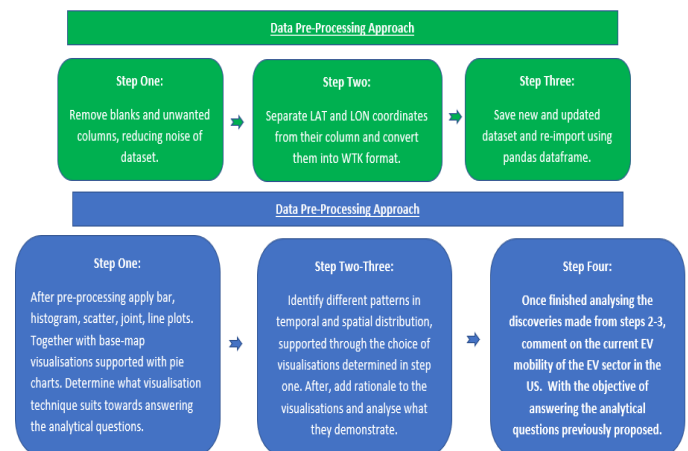 Data Pre-Processing Approach
Step One:
Remove blanks and unwanted
columns, reducing noise of
dataset.
Step Two:
Separate LAT and LON coordinates
from their column and convert
them into WTK format.
Step Three:
Save new and updated
dataset and re-import using
pandas dataframe.
Data Pre-Processing Approach
Step One:
After pre-processing apply bar,
histogram, scatter, joint, line plots.
Together with base-map
visualisations supported with pie
charts. Determine what visualisation
technique suits towards answering
the analytical questions.
Step Two-Three:
Identify different patterns in
temporal and spatial distribution,
supported through the choice of
visualisations determined in step
one. After, add rationale to the
visualisations and analyse what
they demonstrate.
Step Four:
Once finished analysing the
discoveries made from steps 2-3,
comment on the current EV
mobility of the EV sector in the
US.  With the objective of
answering the analytical
questions previously proposed.